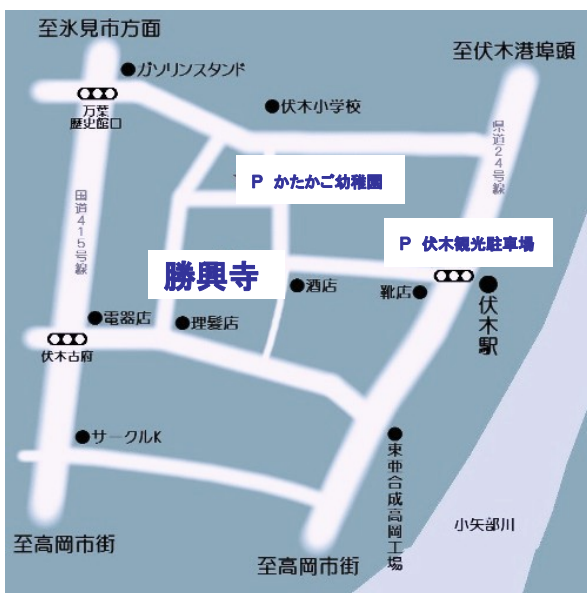 至氷見市方面
至伏木港埠頭
●ガソリンスタンド
万葉
歴史館口
●伏木小学校
県道24号線
P かたかご幼稚園
国道415号線
P 伏木観光駐車場
勝興寺
●酒店
靴店●
伏木駅
●電器店
●理髪店
伏木古府
●サークルK
東亜合成高岡工場
小矢部川
至高岡市街
至高岡市街